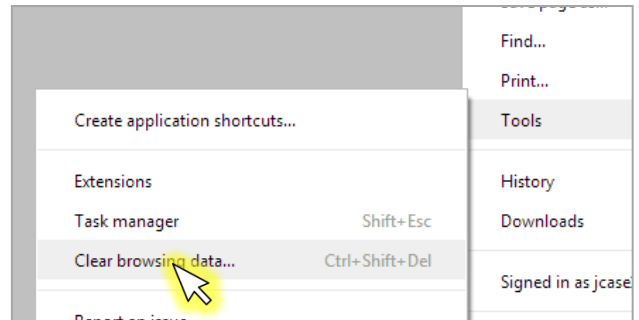 Find...
Print...
Tools
History
Downloads
Signed in as jcase
Create application shortcuts...
Extensions
Task manager Shift+Esc
Clear browsing data... Ctrl+Shift+Del